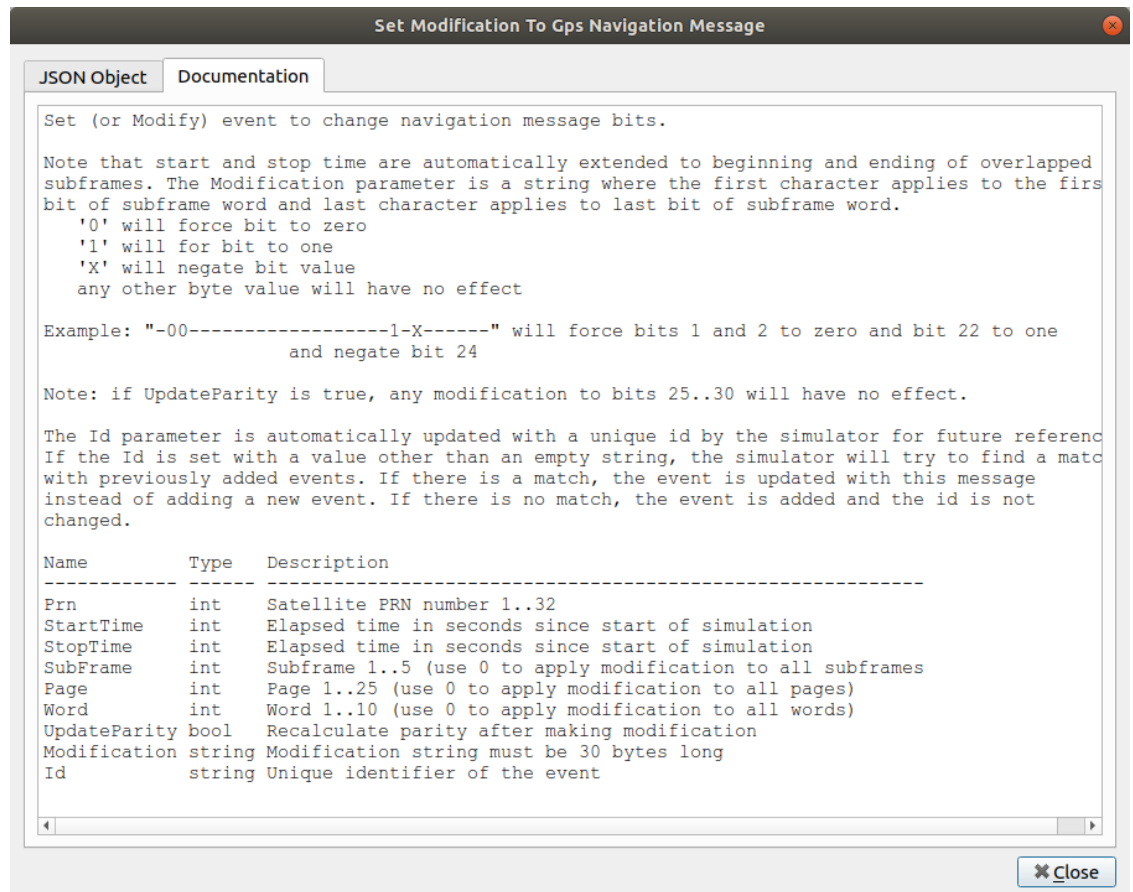 Set Modification To Gps Navigation Message
JSON Object
Documentation
Set (or Modify) event to change navigation message bits.
Note that start and stop time are automatically extended to beginning and ending of overlapped
subframes. The Modification parameter is a string where the first character applies to the firs
bit of subframe word and last character applies to last bit of subframe word.
'0' will force bit to zero
'1' will for bit to one
'X' will negate bit value
any other byte value will have no effect
Example: "-00------------------1-X------" will force bits 1 and 2 to zero and bit 22 to one
and negate bit 24
Note: if UpdateParity is true, any modification to bits 25..30 will have no effect.
The Id parameter is automatically updated with a unique id by the simulator for future referenc
If the Id is set with a value other than an empty string, the simulator will try to find a matc
with previously added events. If there is a match, the event is updated with this message
instead of adding a new event. If there is no match, the event is added and the id is not
changed.
Name Type Description
------------ ------ ----------------------------------------------------------
Prn int Satellite PRN number 1..32
StartTime int Elapsed time in seconds since start of simulation
StopTime int Elapsed time in seconds since start of simulation
SubFrame int Subframe 1..5 (use 0 to apply modification to all subframes
Page int Page 1..25 (use 0 to apply modification to all pages)
Word int Word 1..10 (use 0 to apply modification to all words)
UpdateParity bool Recalculate parity after making modification
Modification string Modification string must be 30 bytes long
Id string Unique identifier of the event
Close